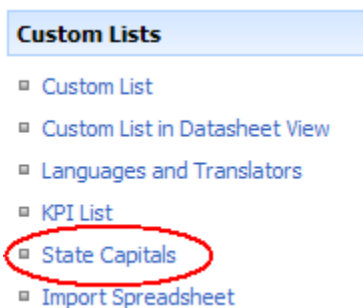 Custom Lists
Custom List
Custom List in Datasheet View
Languages and Translators
KPI List
State Capitals
Import Spreadsheet